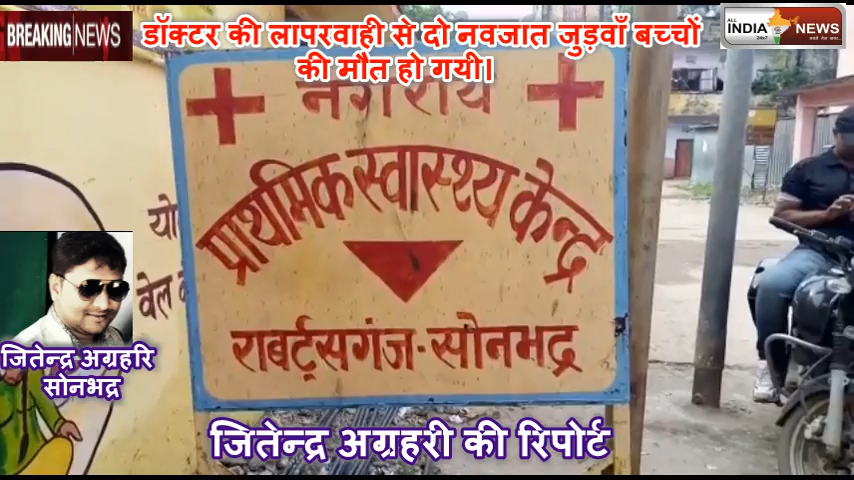 BREAKING NEWS
डॉक्टर की लापरवाही से दो नवजात जुड़वाँ बच्चों
की मौत हो गयी।
ALL
INDIA NEWS
24x7
नगरीय
प्राथमिक स्वास्थ्य केन्द्र
राबर्ट्सगंज-सोनभद्र
यो
वेल
जितेन्द्र अग्रहरि
सोनभद्र
जितेन्द्र अग्रहरी की रिपोर्ट